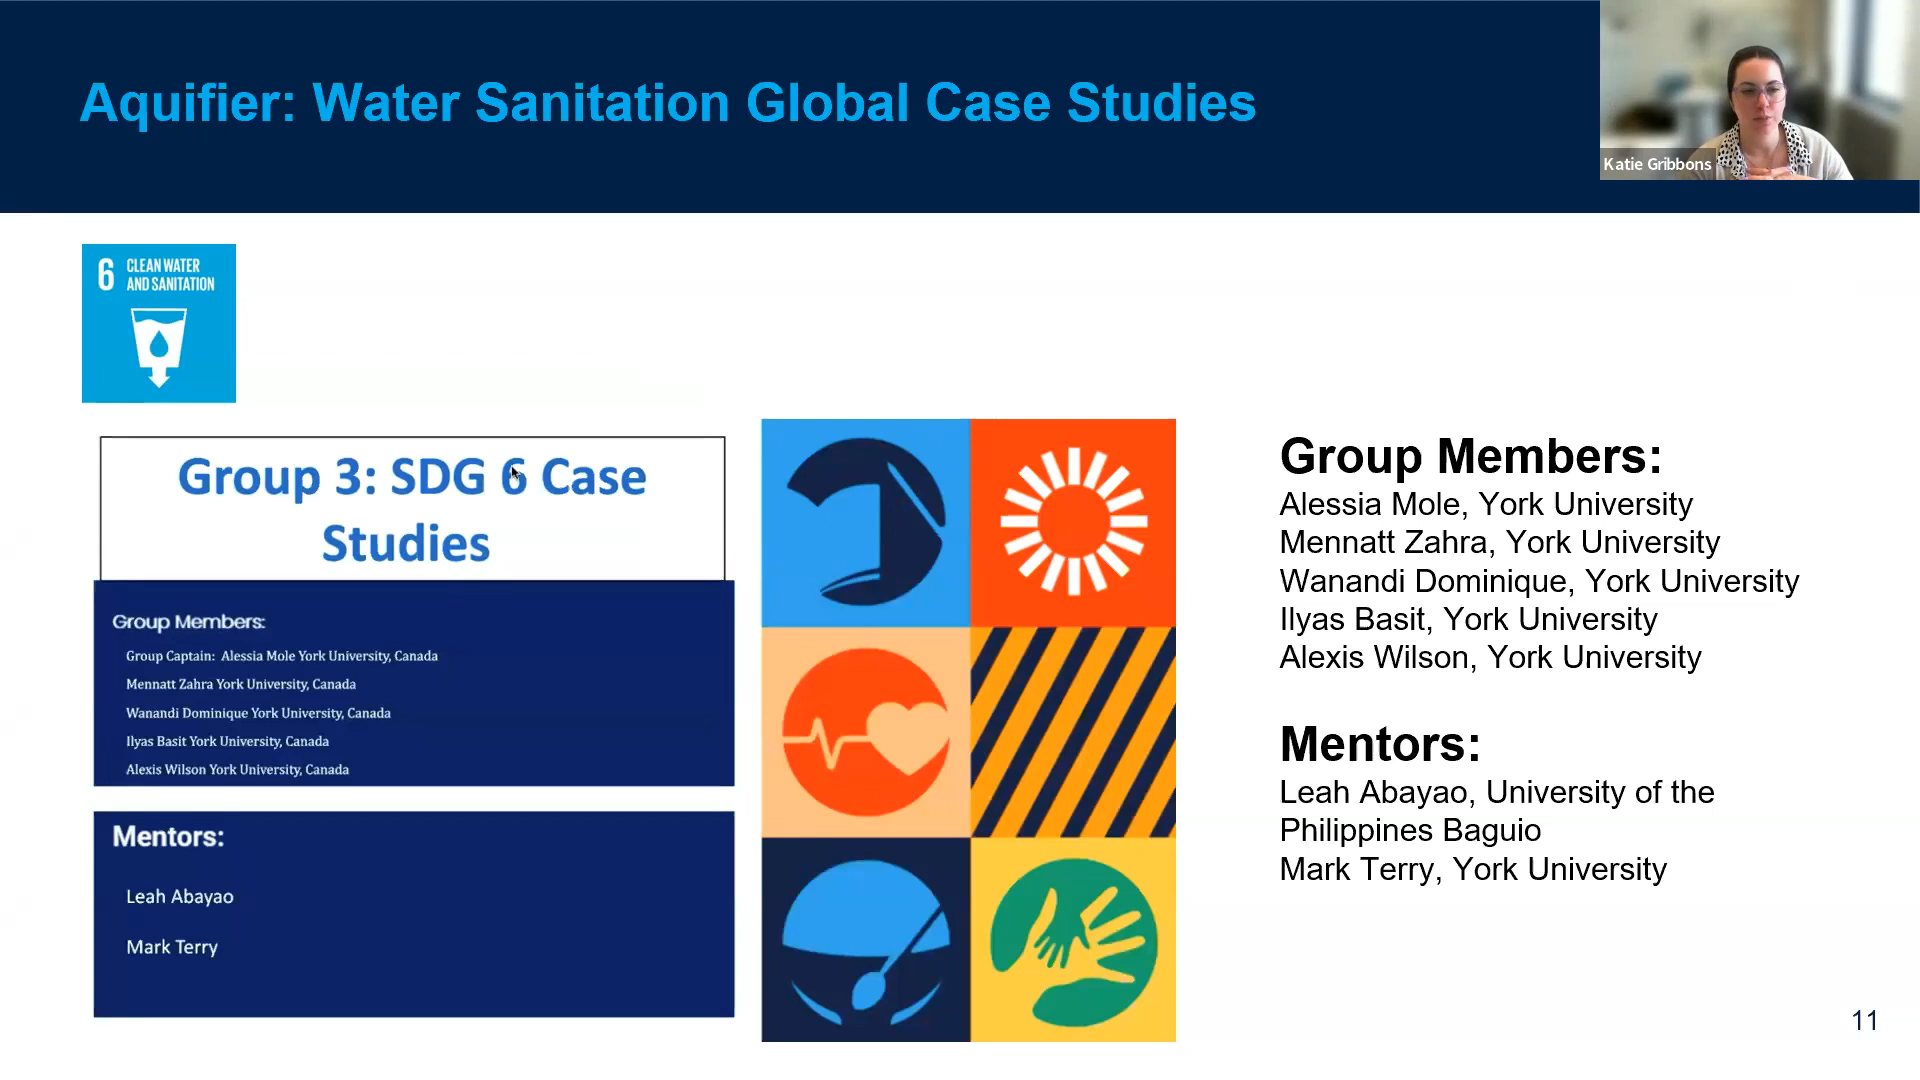 Aquifier: Water Sanitation Global Case Studies
Katie Gribbons
6 CLEAN WATER
AND SANITATION
Group 3: SDG 6 Case
Studies
Group Members:
Group Captain: Alessia Mole York University, Canada
Mennatt Zahra York University, Canada
Wanandi Dominique York University, Canada
Ilyas Basit York University, Canada
Alexis Wilson York University, Canada
Mentors:
Leah Abayao
Mark Terry
Group Members:
Alessia Mole, York University
Mennatt Zahra, York University
Wanandi Dominique, York University
Ilyas Basit, York University
Alexis Wilson, York University
Mentors:
Leah Abayao, University of the
Philippines Baguio
Mark Terry, York University
11